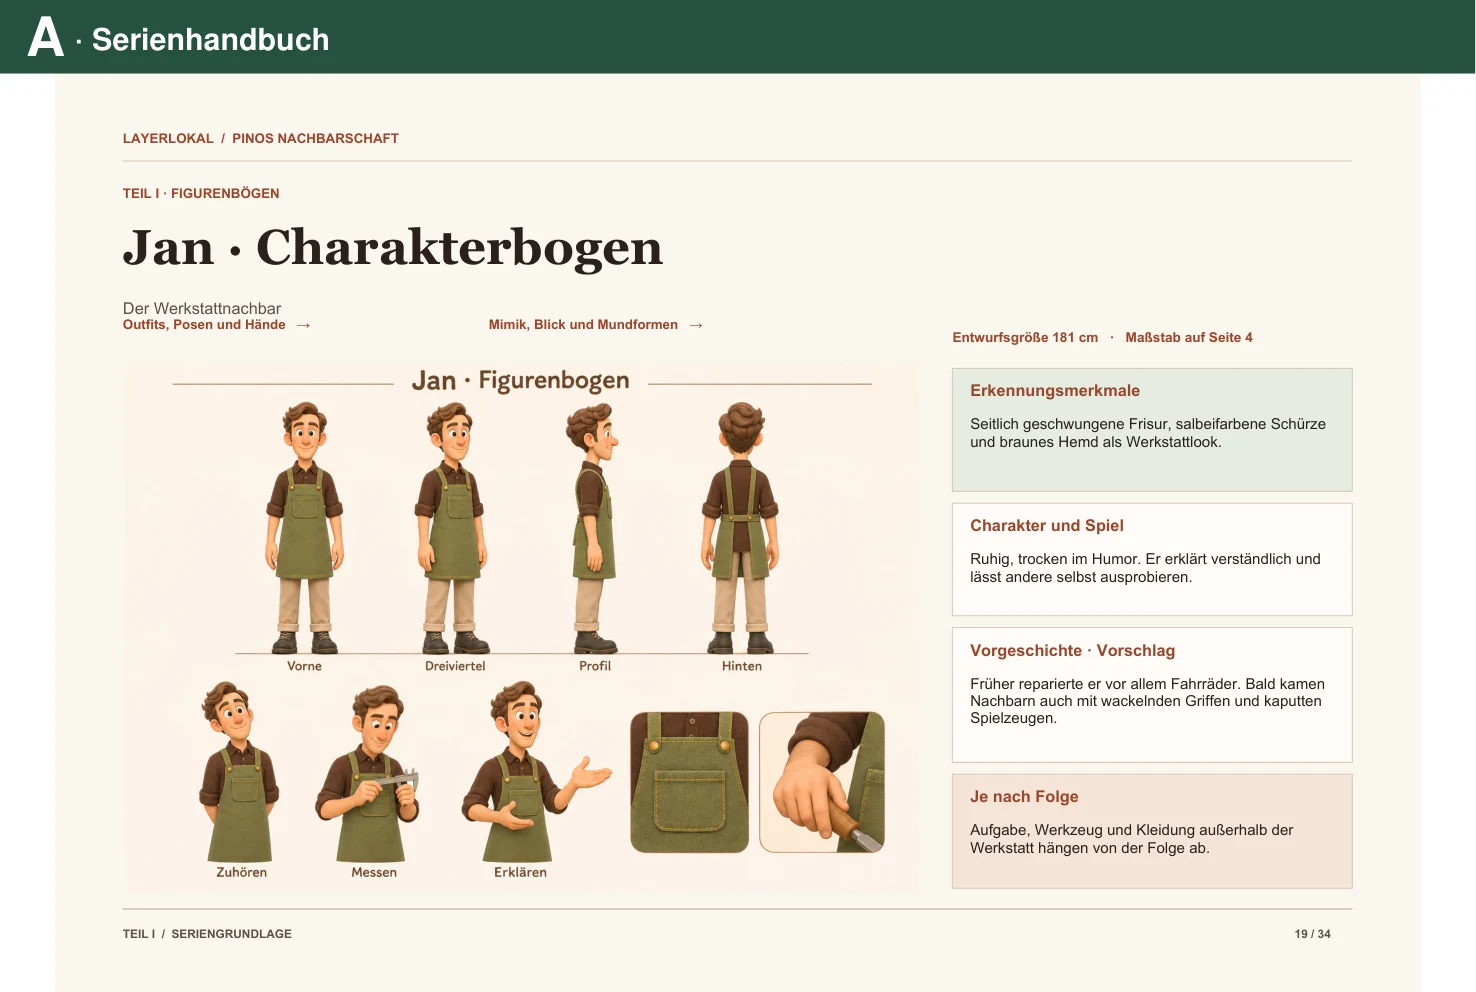 A · Serienhandbuch
LAYERLOKAL / PINOS NACHBARSCHAFT
TEIL I · FIGURENBÖGEN
Jan · Charakterbogen
Der Werkstattnachbar
Outfits, Posen und Hände →
Mimik, Blick und Mundformen →
Entwurfsgröße 181 cm · Maßstab auf Seite 4
Jan · Figurenbogen
Vorne
Dreiviertel
Profil
Hinten
Zuhören
Messen
Erklären
Erkennungsmerkmale
Seitlich geschwungene Frisur, salbeifarbene Schürze
und braunes Hemd als Werkstattlook.
Charakter und Spiel
Ruhig, trocken im Humor. Er erklärt verständlich und
lässt andere selbst ausprobieren.
Vorgeschichte · Vorschlag
Früher reparierte er vor allem Fahrräder. Bald kamen
Nachbarn auch mit wackelnden Griffen und kaputten
Spielzeugen.
Je nach Folge
Aufgabe, Werkzeug und Kleidung außerhalb der
Werkstatt hängen von der Folge ab.
TEIL I / SERIENGRUNDLAGE
19 / 34